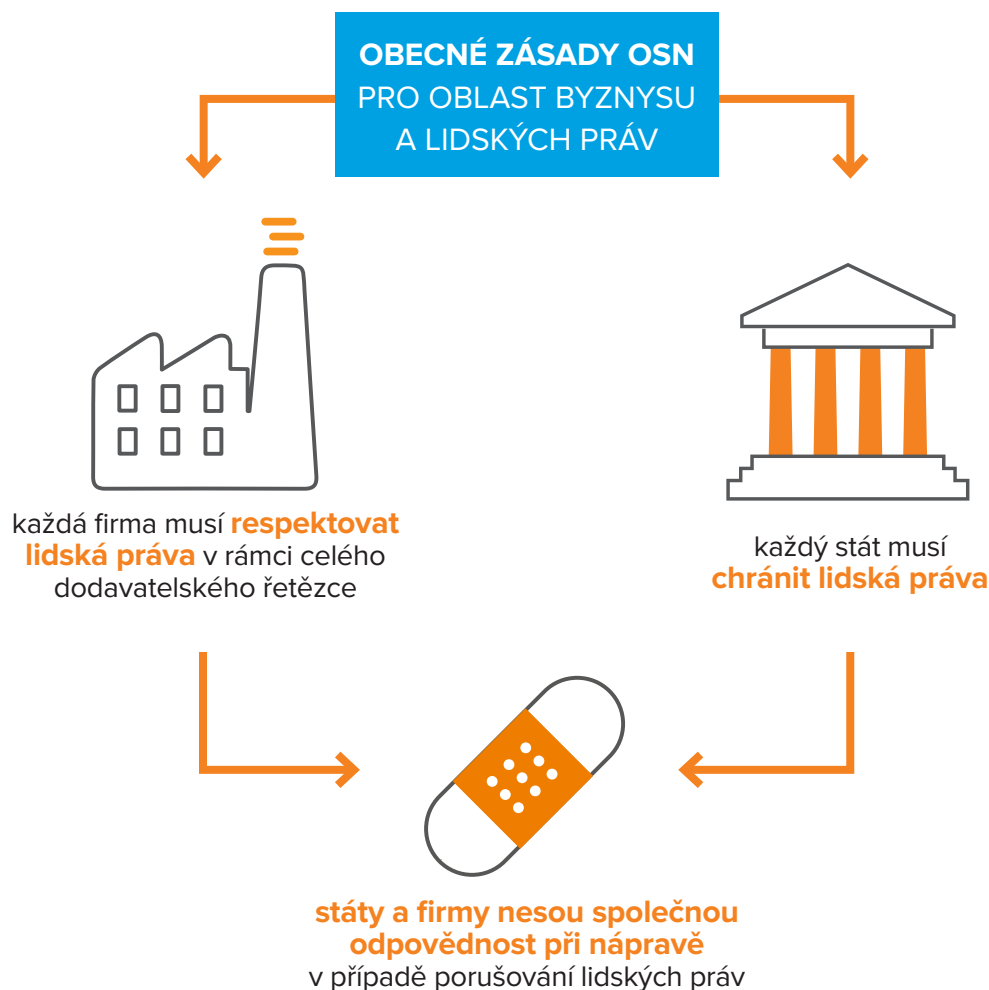 OBECNÉ ZÁSADY OSN
PRO OBLAST BYZNYSU
A LIDSKÝCH PRÁV
každá firma musí respektovat
lidská práva v rámci celého
dodavatelského řetězce
každý stát musí
chránit lidská práva
státy a firmy nesou společnou
odpovědnost při nápravě
v případě porušování lidských práv